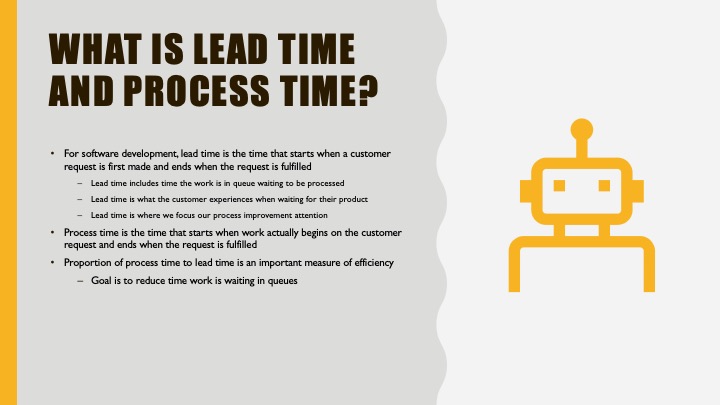 WHAT IS LEAD TIME
AND PROCESS TIME?
• For software development, lead time is the time that starts when a customer
request is first made and ends when the request is fulfilled
– Lead time includes time the work is in queue waiting to be processed
– Lead time is what the customer experiences when waiting for their product
– Lead time is where we focus our process improvement attention
• Process time is the time that starts when work actually begins on the customer
request and ends when the request is fulfilled
• Proportion of process time to lead time is an important measure of efficiency
– Goal is to reduce time work is waiting in queues